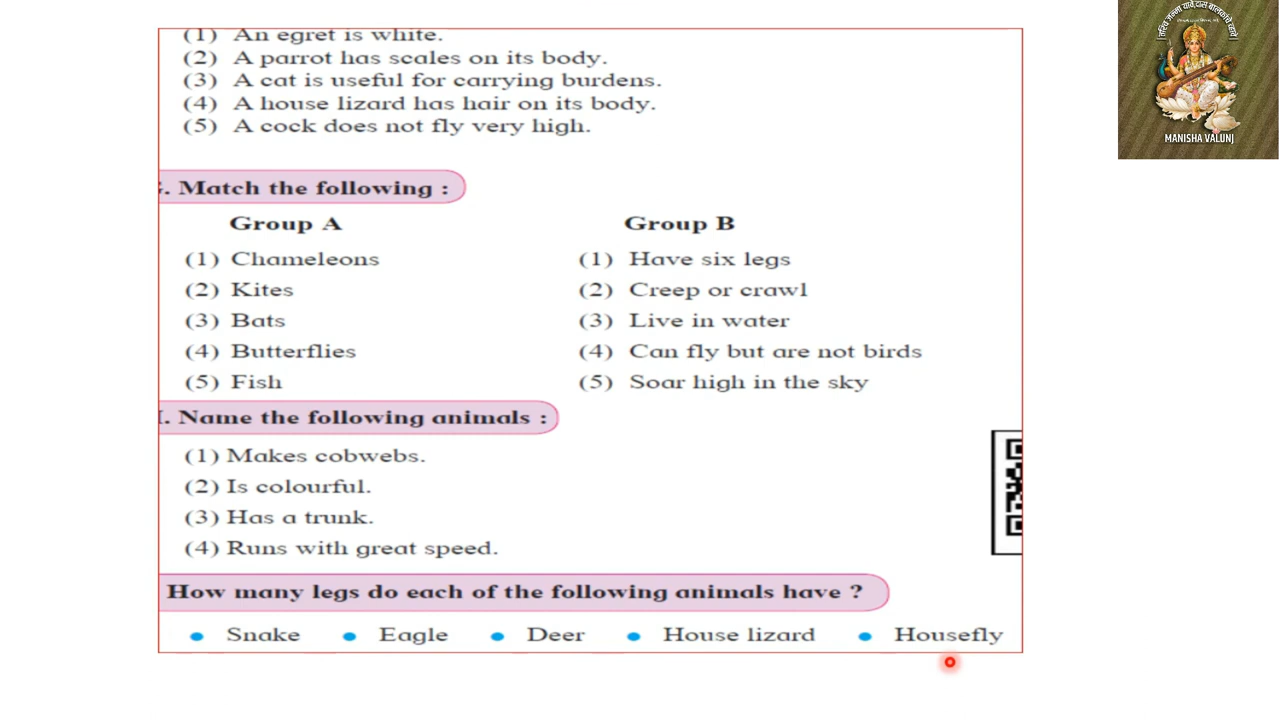 (1) An egret is white.
(2) A parrot has scales on its body.
(3) A cat is useful for carrying burdens.
(4) A house lizard has hair on its body.
(5) A cock does not fly very high.
. Match the following :
Group A Group B
(1) Chameleons (1) Have six legs
(2) Kites (2) Creep or crawl
(3) Bats (3) Live in water
(4) Butterflies (4) Can fly but are not birds
(5) Fish (5) Soar high in the sky
. Name the following animals :
(1) Makes cobwebs.
(2) Is colourful.
(3) Has a trunk.
(4) Runs with great speed.
How many legs do each of the following animals have ?
• Snake • Eagle • Deer • House lizard • Housefly
MANISHA VALUNJ